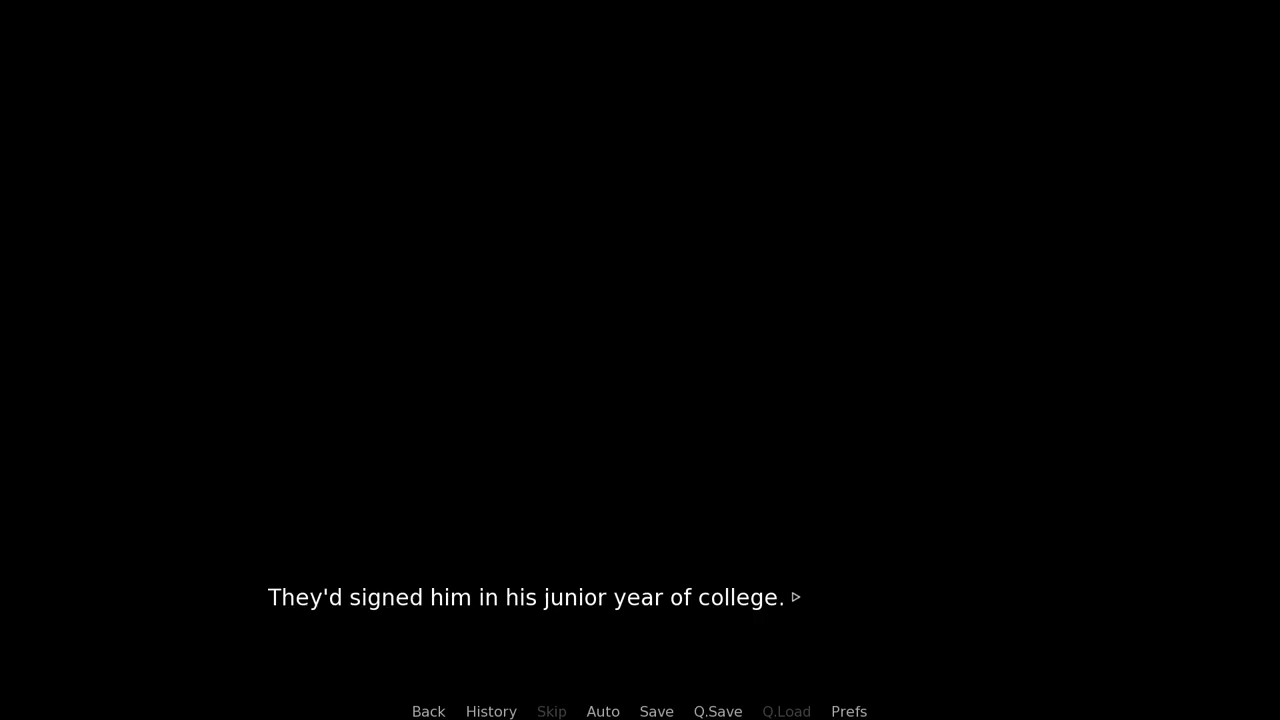 They'd signed him in his junior year of college.
Back History Skip Auto Save Q.Save Q.Load Prefs